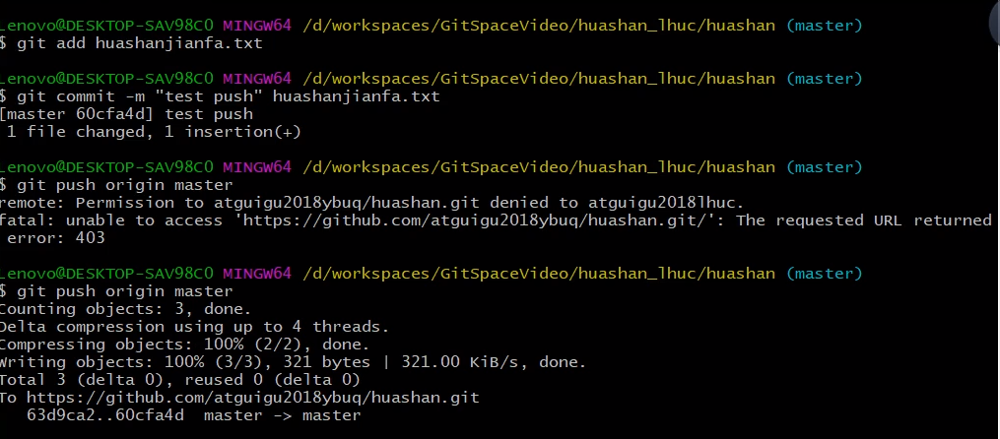 Lenovo@DESKTOP-SAV98CO MINGW64 /d/workspaces/GitSpaceVideo/huashan_lhuc/huashan (master)
$ git add huashanjianfa.txt
Lenovo@DESKTOP-SAV98CO MINGW64 /d/workspaces/GitSpaceVideo/huashan_lhuc/huashan (master)
$ git commit -m "test push" huashanjianfa.txt
[master 60cfa4d] test push
1 file changed, 1 insertion(+)
Lenovo@DESKTOP-SAV98CO MINGW64 /d/workspaces/GitSpaceVideo/huashan_lhuc/huashan (master)
$ git push origin master
remote: Permission to atguigu2018ybuq/huashan.git denied to atguigu2018lhuc.
fatal: unable to access 'https://github.com/atguigu2018ybuq/huashan.git/': The requested URL returned
error: 403
Lenovo@DESKTOP-SAV98CO MINGW64 /d/workspaces/GitSpaceVideo/huashan_lhuc/huashan (master)
$ git push origin master
Counting objects: 3, done.
Delta compression using up to 4 threads.
Compressing objects: 100% (2/2), done.
Writing objects: 100% (3/3), 321 bytes | 321.00 KiB/s, done.
Total 3 (delta 0), reused 0 (delta 0)
To https://github.com/atguigu2018ybuq/huashan.git
63d9ca2..60cfa4d  master -> master